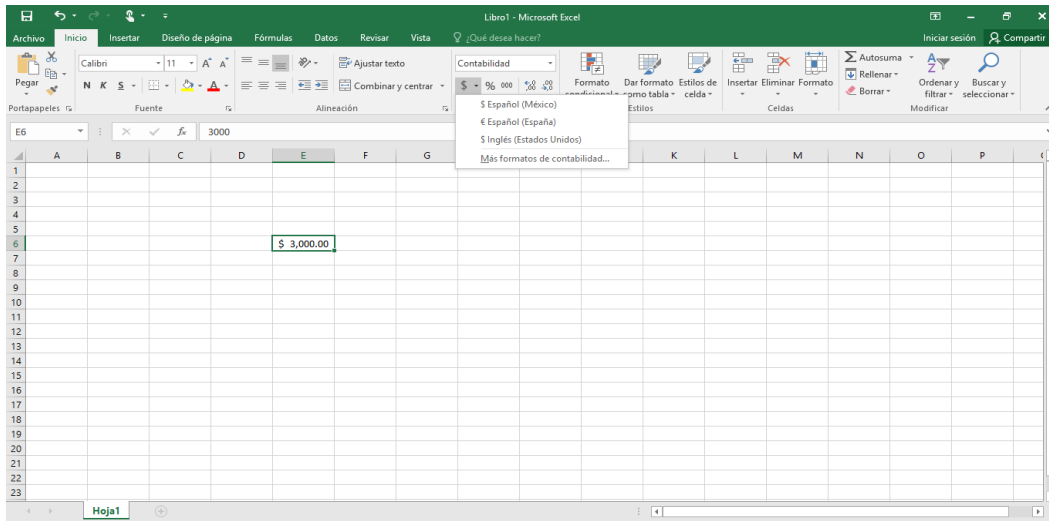 Libro1 - Microsoft Excel
Archivo Inicio Insertar Diseño de página Fórmulas Datos Revisar Vista ¿Qué desea hacer? Iniciar sesión Compartir
Pegar
Portapapeles
Calibri 11 A A
N K S A
Fuente
Ajustar texto
Combinar y centrar
Alineación
Contabilidad
$ % 000
$ Español (México)
€ Español (España)
$ Inglés (Estados Unidos)
Más formatos de contabilidad...
Formato condicional
Dar formato como tabla
Estilos de celda
Estilos
Insertar Eliminar Formato
Celdas
Autosuma
Rellenar
Borrar
Ordenar y filtrar
Buscar y seleccionar
Modificar
E6 fx 3000
A B C D E F G K L M N O P
1
2
3
4
5
6 $ 3,000.00
7
8
9
10
11
12
13
14
15
16
17
18
19
20
21
22
23
Hoja1